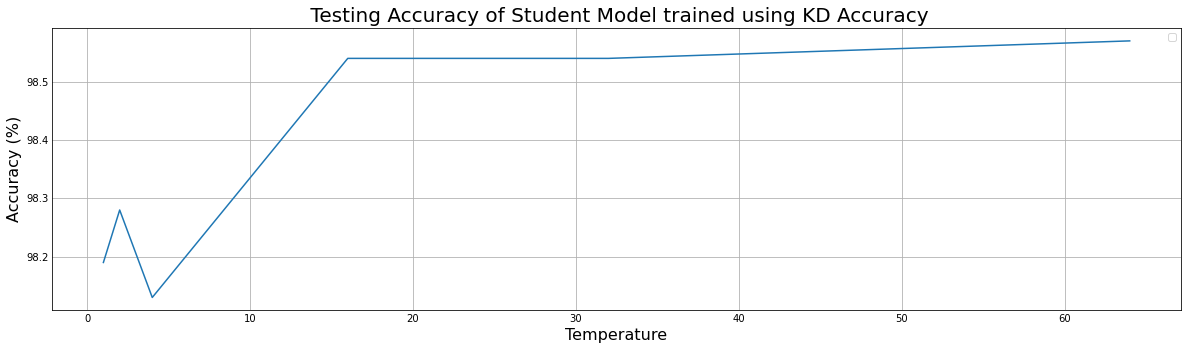 Testing Accuracy of Student Model trained using KD Accuracy
Accuracy (%)
98.5
98.4
98.3
98.2
0 10 20 30 40 50 60
Temperature